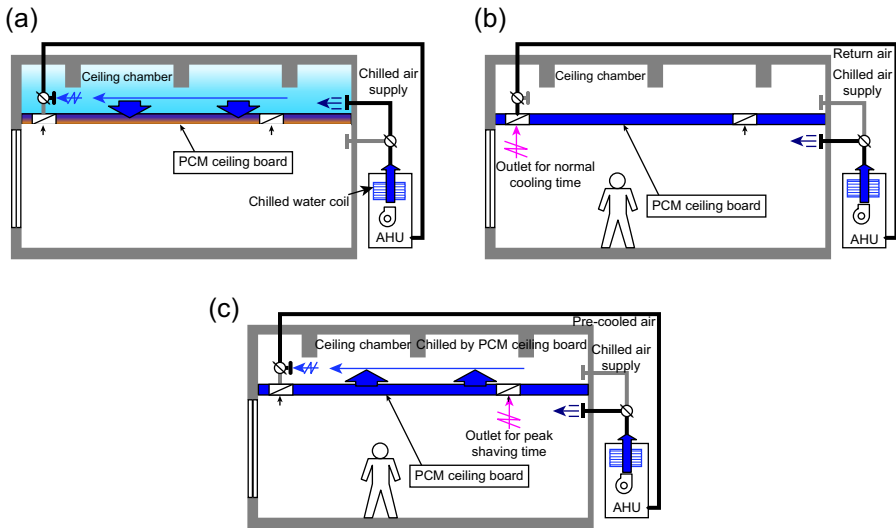 (a)
Ceiling chamber
Chilled air
supply
PCM ceiling board
Chilled water coil
AHU
(b)
Return air
Ceiling chamber
Chilled air
supply
Outlet for normal
cooling time
PCM ceiling board
AHU
(c)
Pre-cooled air
Ceiling chamber Chilled by PCM ceiling board
Chilled air
supply
Outlet for peak
shaving time
PCM ceiling board
AHU